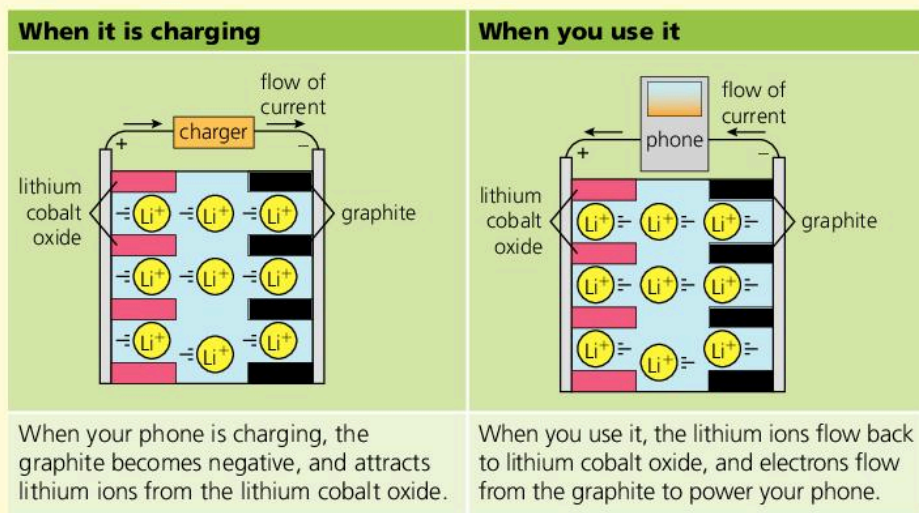 When it is charging
flow of
current
charger
+
–
lithium
cobalt
oxide
graphite
Li+ Li+ Li+
Li+ Li+ Li+
Li+ Li+ Li+
When your phone is charging, the
graphite becomes negative, and attracts
lithium ions from the lithium cobalt oxide.
When you use it
flow of
current
phone
+
–
lithium
cobalt
oxide
graphite
Li+ Li+ Li+
Li+ Li+ Li+
Li+ Li+ Li+
When you use it, the lithium ions flow back
to lithium cobalt oxide, and electrons flow
from the graphite to power your phone.